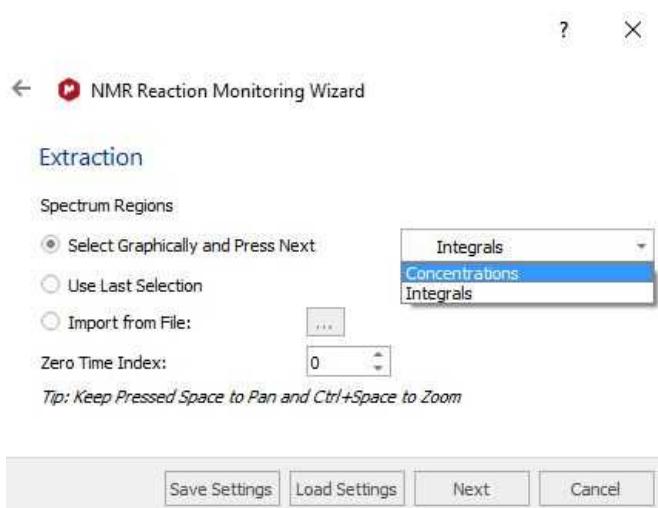 ?
NMR Reaction Monitoring Wizard
Extraction
Spectrum Regions
Select Graphically and Press Next
Integrals
Concentrations
Integrals
Use Last Selection
Import from File:
...
Zero Time Index:
0
Tip: Keep Pressed Space to Pan and Ctrl+Space to Zoom
Save Settings
Load Settings
Next
Cancel